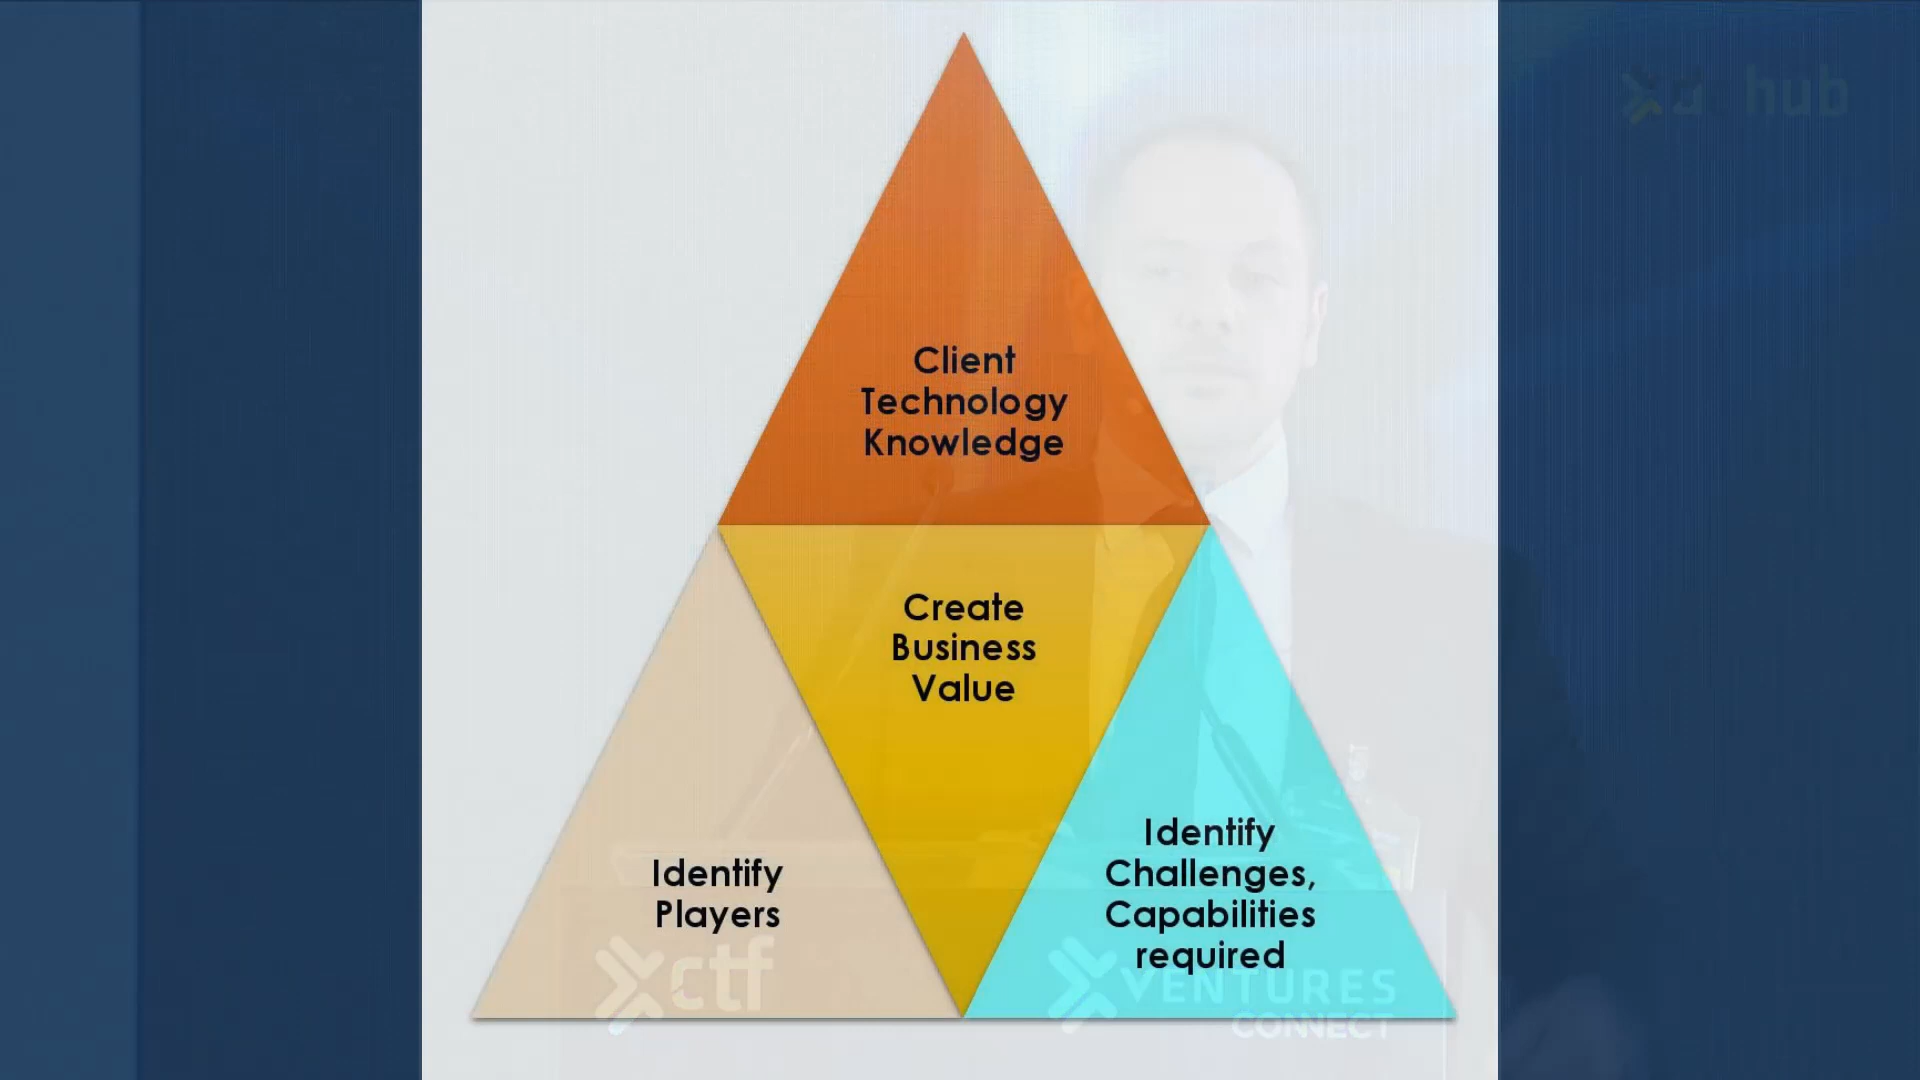 hub
Client
Technology
Knowledge
Create
Business
Value
Identify
Players
Identify
Challenges,
Capabilities
required
ctf
VENTURES
CONNECT